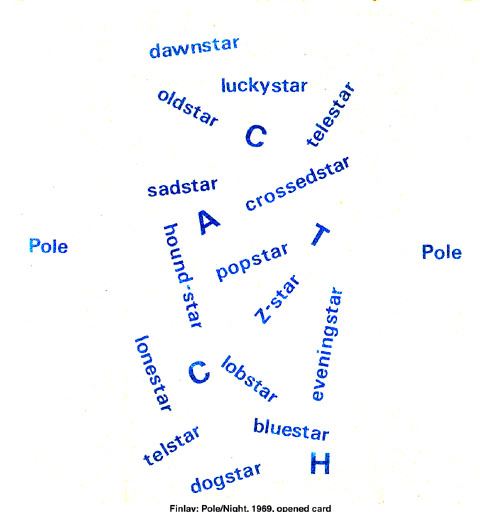 dawnstar
luckystar
oldstar
telestar
C
crossedstar
sadstar
A
T
hound-star
popstar
Pole
Pole
Z-star
eveningstar
lonestar
C
lobstar
telstar
bluestar
dogstar
H
Finlay: Pole/Night, 1969, opened card